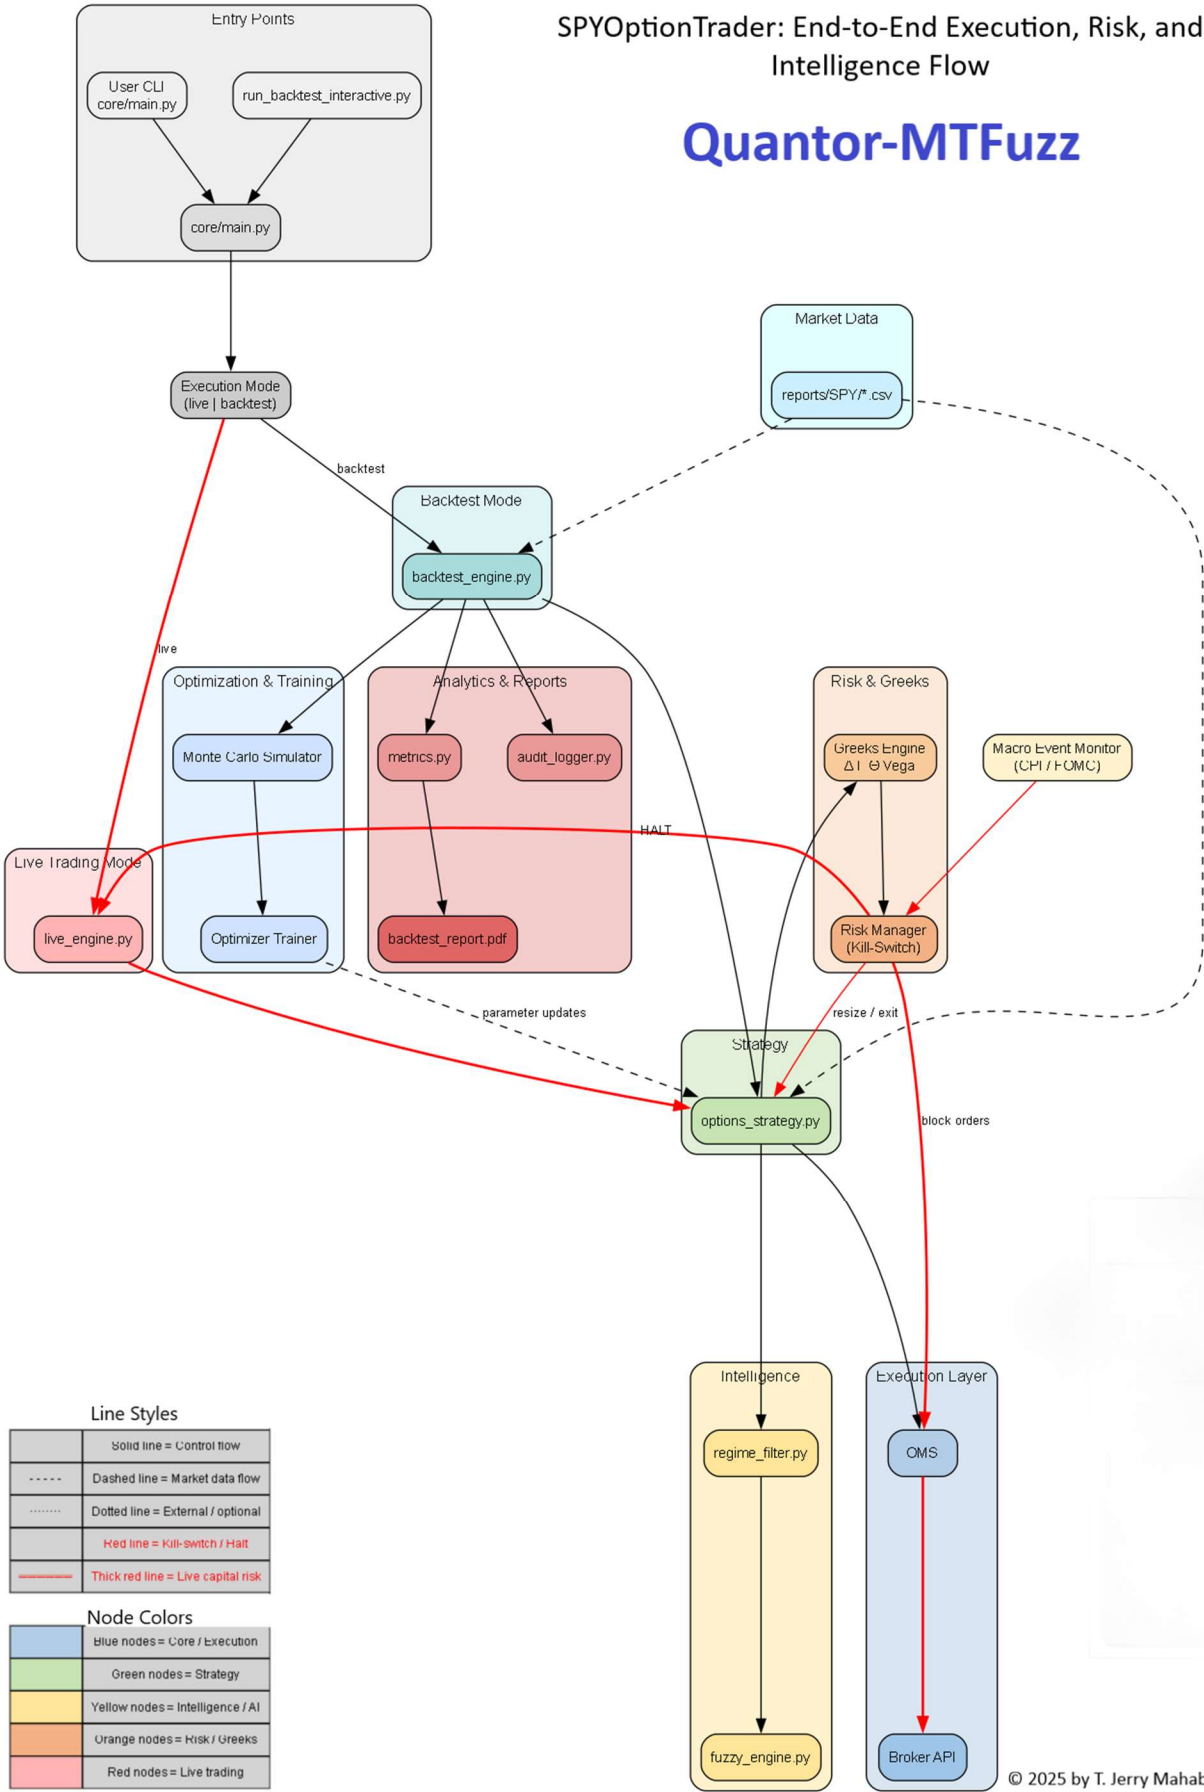 SPYOptionTrader: End-to-End Execution, Risk, and
Intelligence Flow
Quantor-MTFuzz
Entry Points
User CLI
core/main.py
run_backtest_interactive.py
core/main.py
Market Data
reports/SPY/*.csv
Execution Mode
(live | backtest)
backtest
Backtest Mode
backtest_engine.py
live
Optimization & Training
Monte Carlo Simulator
Optimizer Trainer
Analytics & Reports
metrics.py
audit_logger.py
backtest_report.pdf
Risk & Greeks
Greeks Engine
Δ Γ Θ Vega
Macro Event Monitor
(CPI / FOMC)
HALT
Live Trading Mode
live_engine.py
Risk Manager
(Kill-Switch)
parameter updates
resize / exit
Strategy
options_strategy.py
block orders
Intelligence
regime_filter.py
fuzzy_engine.py
Execution Layer
OMS
Broker API
Line Styles
Solid line = Control flow
Dashed line = Market data flow
Dotted line = External / optional
Red line = Kill-switch / Halt
Thick red line = Live capital risk
Node Colors
Blue nodes = Core / Execution
Green nodes = Strategy
Yellow nodes = Intelligence / AI
Orange nodes = Risk / Greeks
Red nodes = Live trading
© 2025 by T. Jerry Mahab